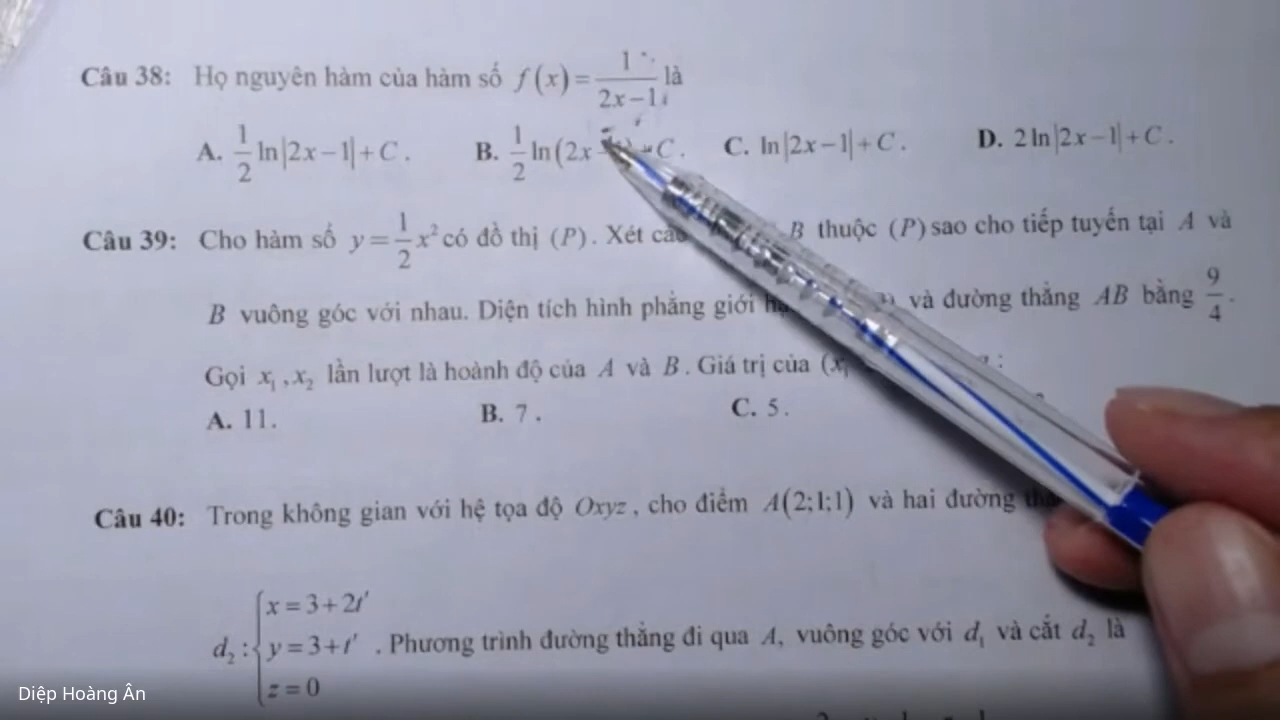 Câu 38: Họ nguyên hàm của hàm số f(x) = 1/(2x−1) là
A. 1/2 ln|2x−1|+C. B. 1/2 ln(2x C. C. ln|2x−1|+C. D. 2 ln|2x−1|+C.
Câu 39: Cho hàm số y = 1/2 x² có đồ thị (P). Xét B thuộc (P) sao cho tiếp tuyến tại A và
B vuông góc với nhau. Diện tích hình phẳng giới và đường thẳng AB bằng 9/4.
Gọi x₁, x₂ lần lượt là hoành độ của A và B. Giá trị của (x₁
A. 11. B. 7. C. 5.
Câu 40: Trong không gian với hệ tọa độ Oxyz, cho điểm A(2;1;1) và hai đường
d₂: { x = 3+2t′
y = 3+t′ . Phương trình đường thẳng đi qua A, vuông góc với d₁ và cắt d₂ là
z = 0
Diệp Hoàng Ân